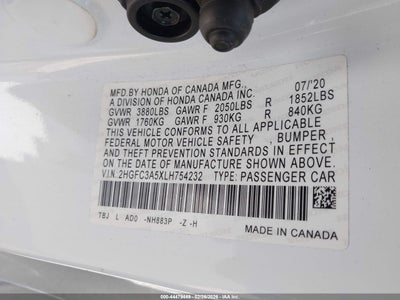 MFD.BY HONDA OF CANADA MFG., 07/20
A DIVISION OF HONDA CANADA INC.
GVWR 3880LBS GAWR F 2050LBS R 1852LBS
GVWR 1760KG GAWR F 930KG R 840KG
THIS VEHICLE CONFORMS TO ALL APPLICABLE
FEDERAL MOTOR VEHICLE SAFETY, BUMPER,
AND THEFT PREVENTION STANDARDS IN EFFECT
ON THE DATE OF MANUFACTURE SHOWN ABOVE.
V.I.N: 2HGFC3A5XLH754232 TYPE: PASSENGER CAR
TBJ L AD0 -NH883P -Z -H
MADE IN CANADA